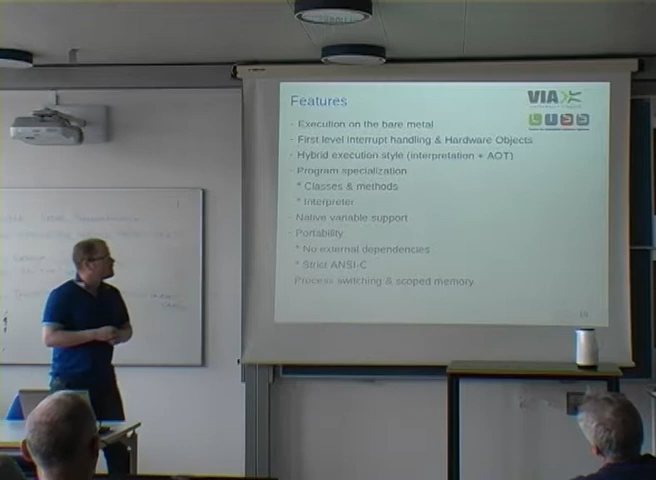 Features
VIA
- Execution on the bare metal
- First level interrupt handling & Hardware Objects
- Hybrid execution style (interpretation + AOT)
- Program specialization
* Classes & methods
* Interpreter
- Native variable support
- Portability
* No external dependencies
* Strict ANSI-C
Process switching & scoped memory